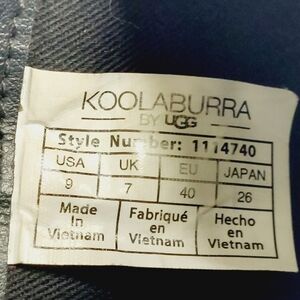 KOOLABURRA
BY UGG
Style Number: 1114740
USA UK EU JAPAN
9 7 40 26
Made Fabriqué Hecho
In en en
Vietnam Vietnam Vietnam